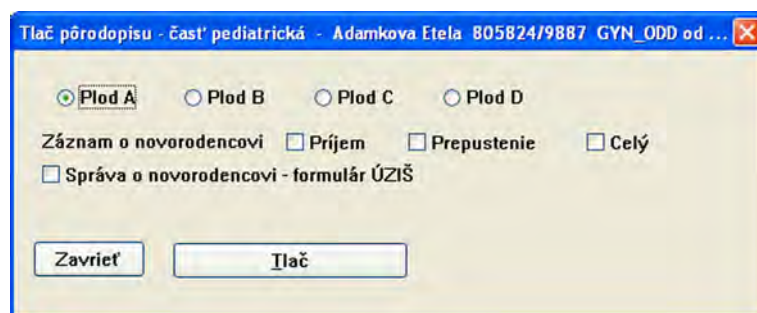 Tlač pôrodopisu - časť pediatrická - Adamkova Etela 805824/9887 GYN_ODD od ...
Plod A Plod B Plod C Plod D
Záznam o novorodencovi Príjem Prepustenie Celý
Správa o novorodencovi - formulár ÚZIŠ
Zavrieť Tlač